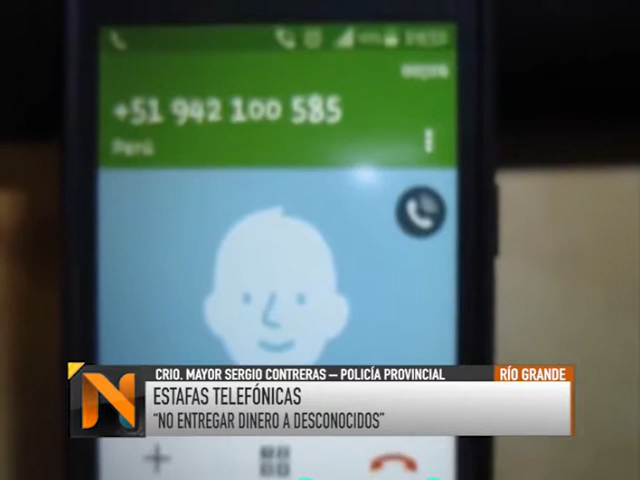 +51 942 100 585
Perú
CRIO. MAYOR SERGIO CONTRERAS – POLICÍA PROVINCIAL
RÍO GRANDE
N
ESTAFAS TELEFÓNICAS
“NO ENTREGAR DINERO A DESCONOCIDOS”